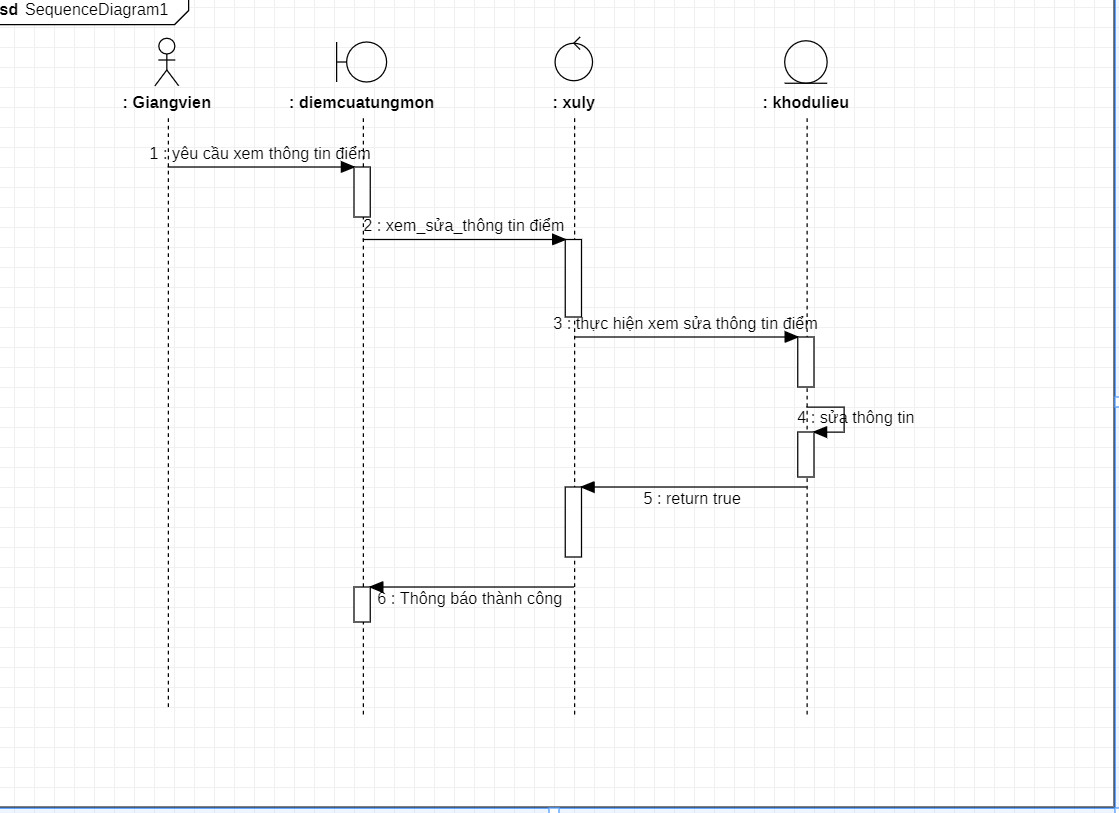 sd SequenceDiagram1
: Giangvien
: diemcuatungmon
: xuly
: khodulieu
1 : yêu cầu xem thông tin điểm
2 : xem_sửa_thông tin điểm
3 : thực hiện xem sửa thông tin điểm
4 : sửa thông tin
5 : return true
6 : Thông báo thành công